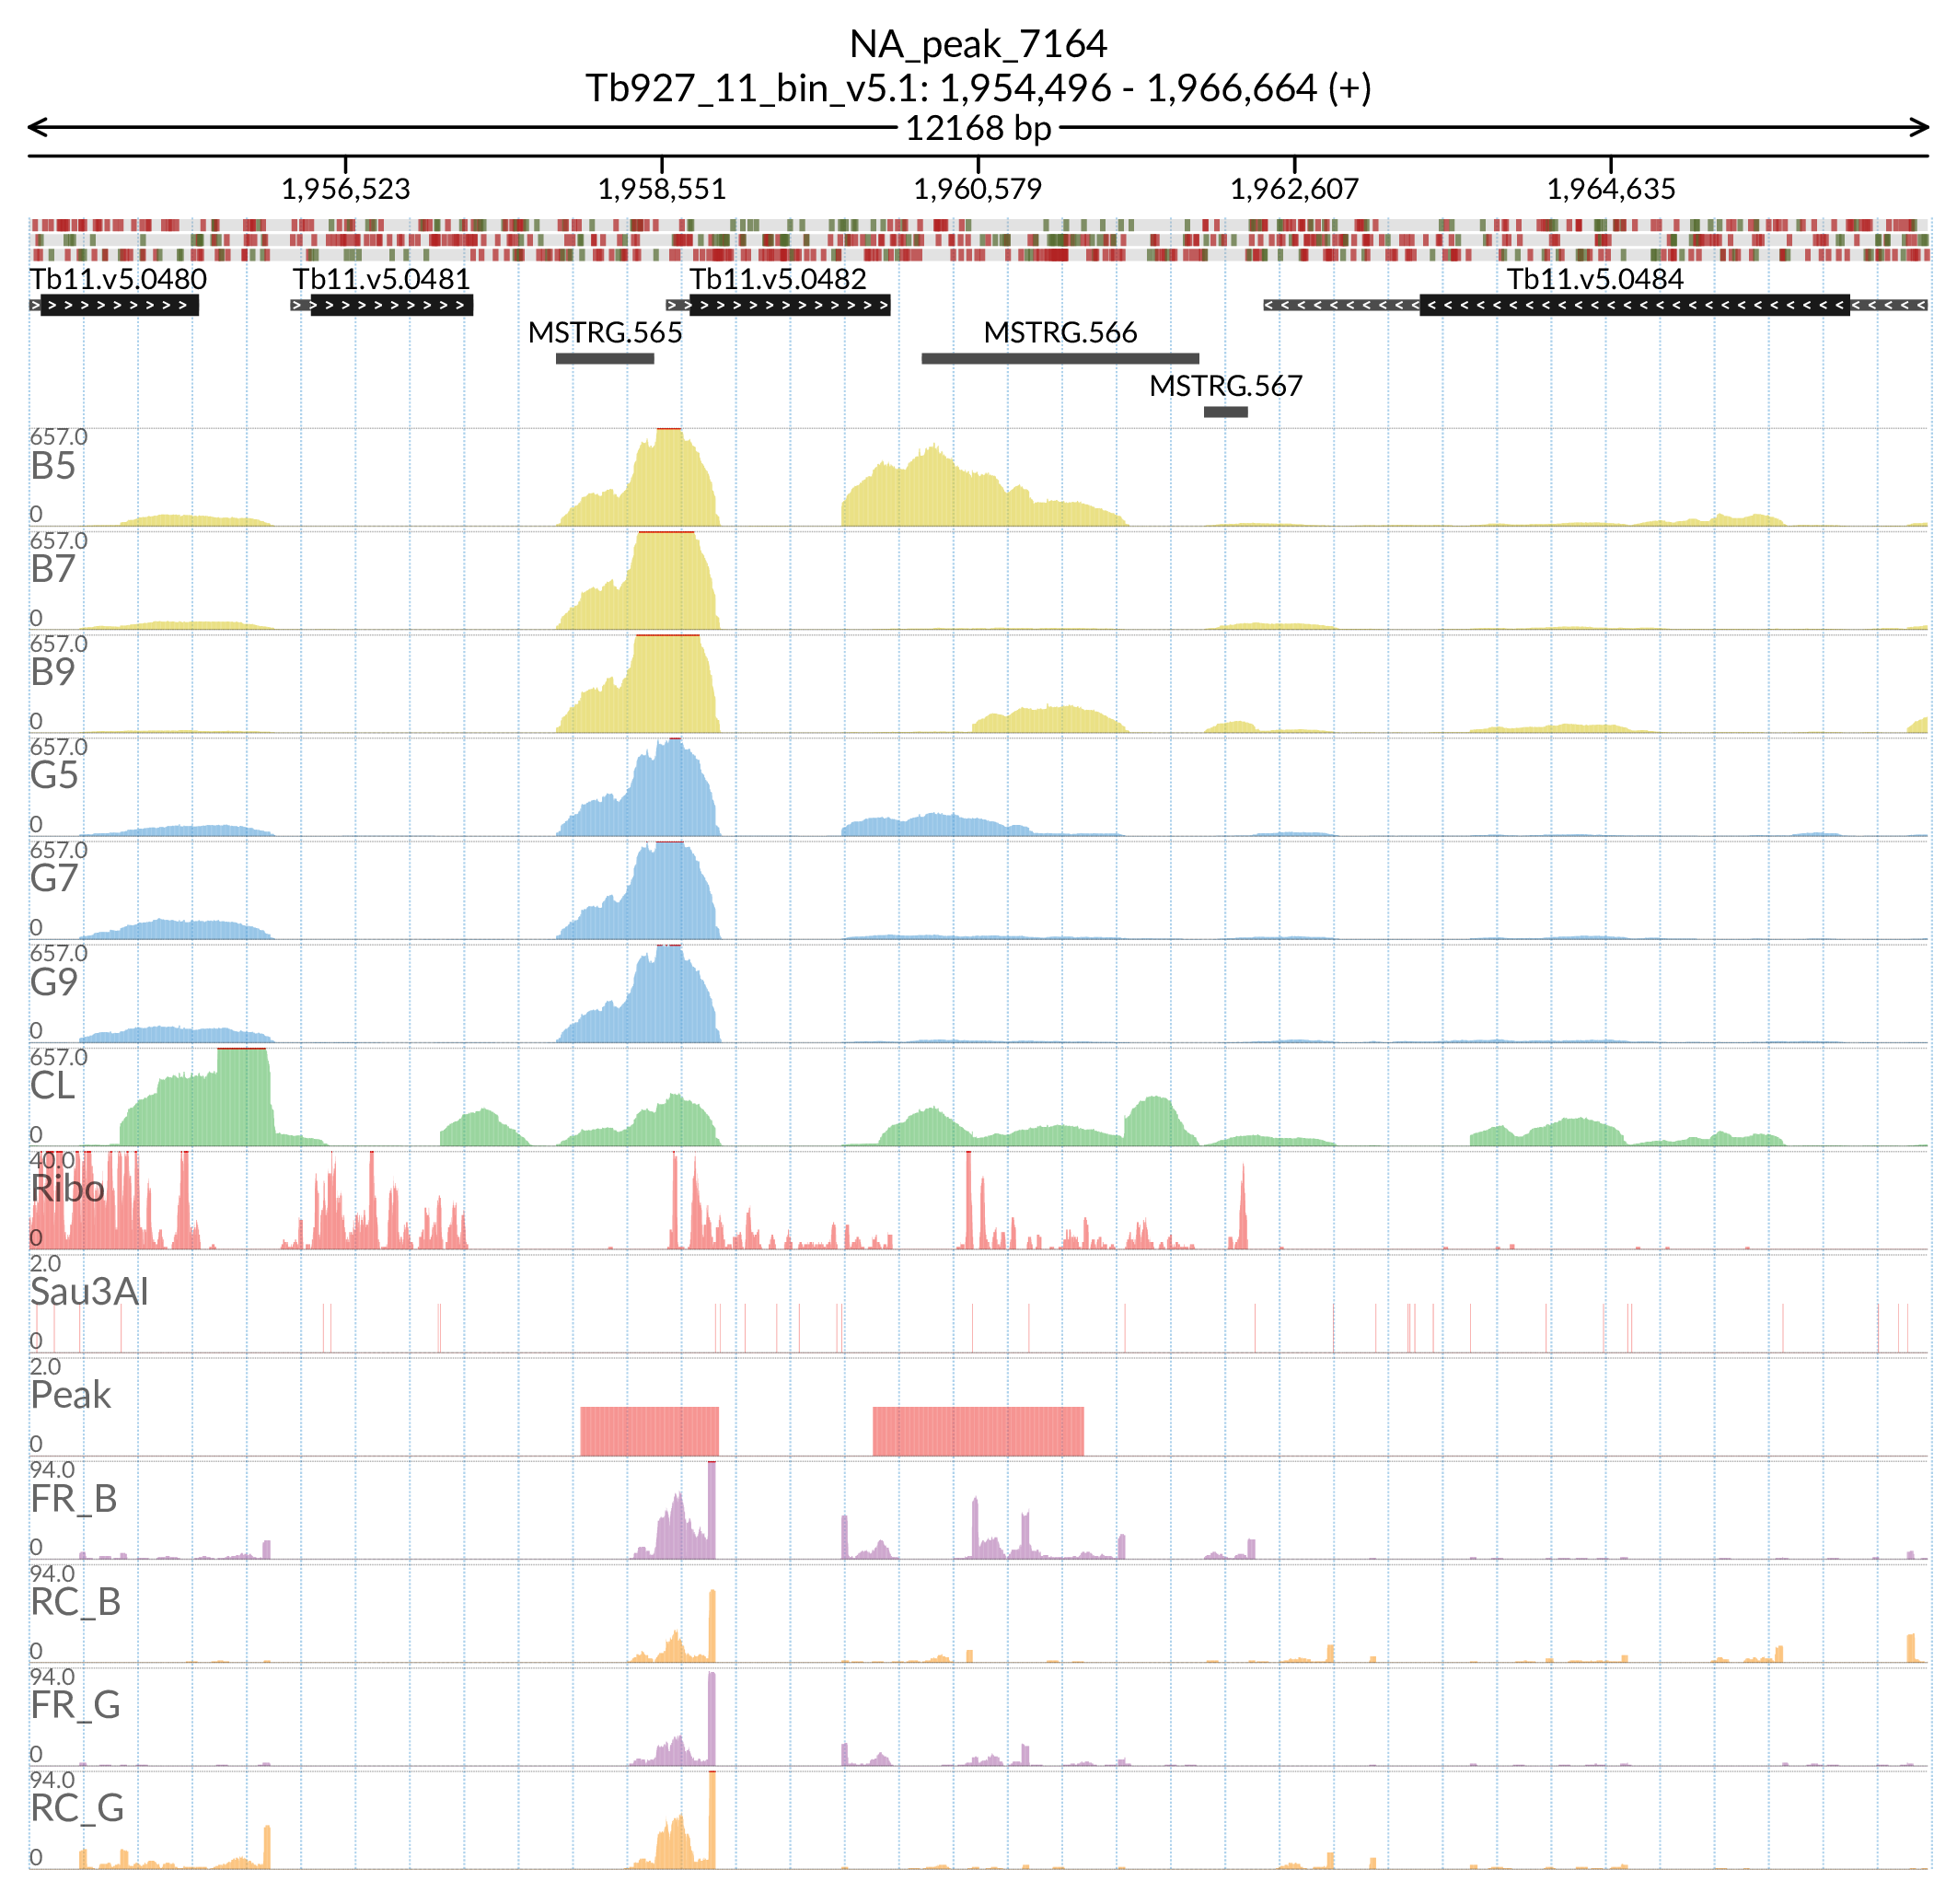 NA_peak_7164
Tb927_11_bin_v5.1: 1,954,496 - 1,966,664 (+)
12168 bp
1,956,523 1,958,551 1,960,579 1,962,607 1,964,635
Tb11.v5.0480 Tb11.v5.0481 Tb11.v5.0482 Tb11.v5.0484
MSTRG.565 MSTRG.566
MSTRG.567
657.0
B5
0
657.0
B7
0
657.0
B9
0
657.0
G5
0
657.0
G7
0
657.0
G9
0
657.0
CL
0
40.0
Ribo
0
2.0
Sau3AI
0
2.0
Peak
0
94.0
FR_B
0
94.0
RC_B
0
94.0
FR_G
0
94.0
RC_G
0